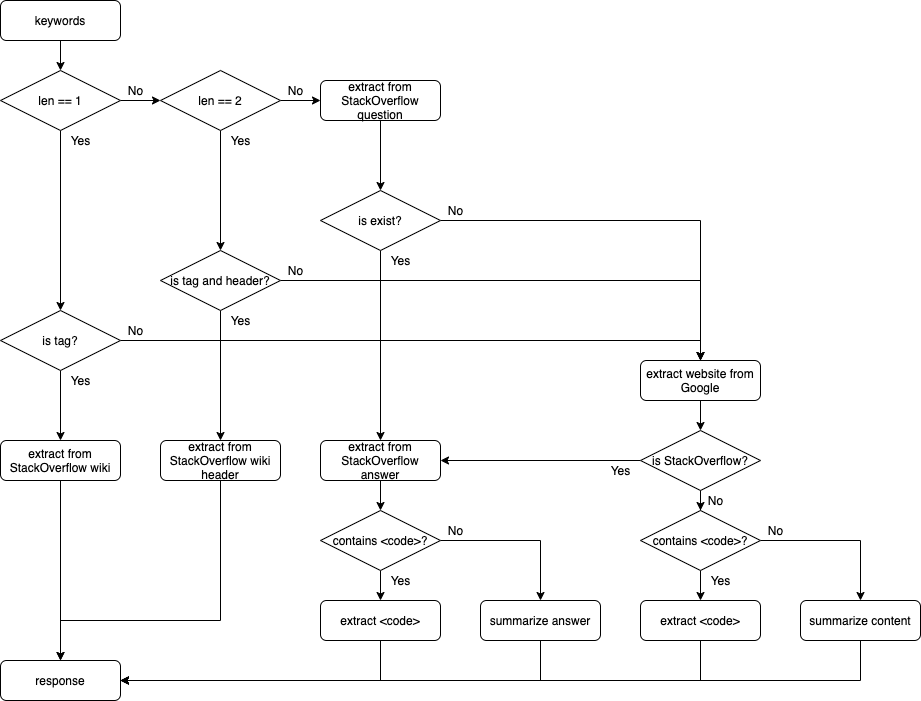 keywords
len == 1
No
len == 2
No
extract from
StackOverflow
question
Yes
Yes
is exist?
No
Yes
is tag and header?
No
Yes
is tag?
No
Yes
extract website from
Google
extract from
StackOverflow wiki
extract from
StackOverflow wiki
header
extract from
StackOverflow
answer
Yes
is StackOverflow?
No
contains <code>?
No
Yes
contains <code>?
No
Yes
extract <code>
summarize answer
extract <code>
summarize content
response